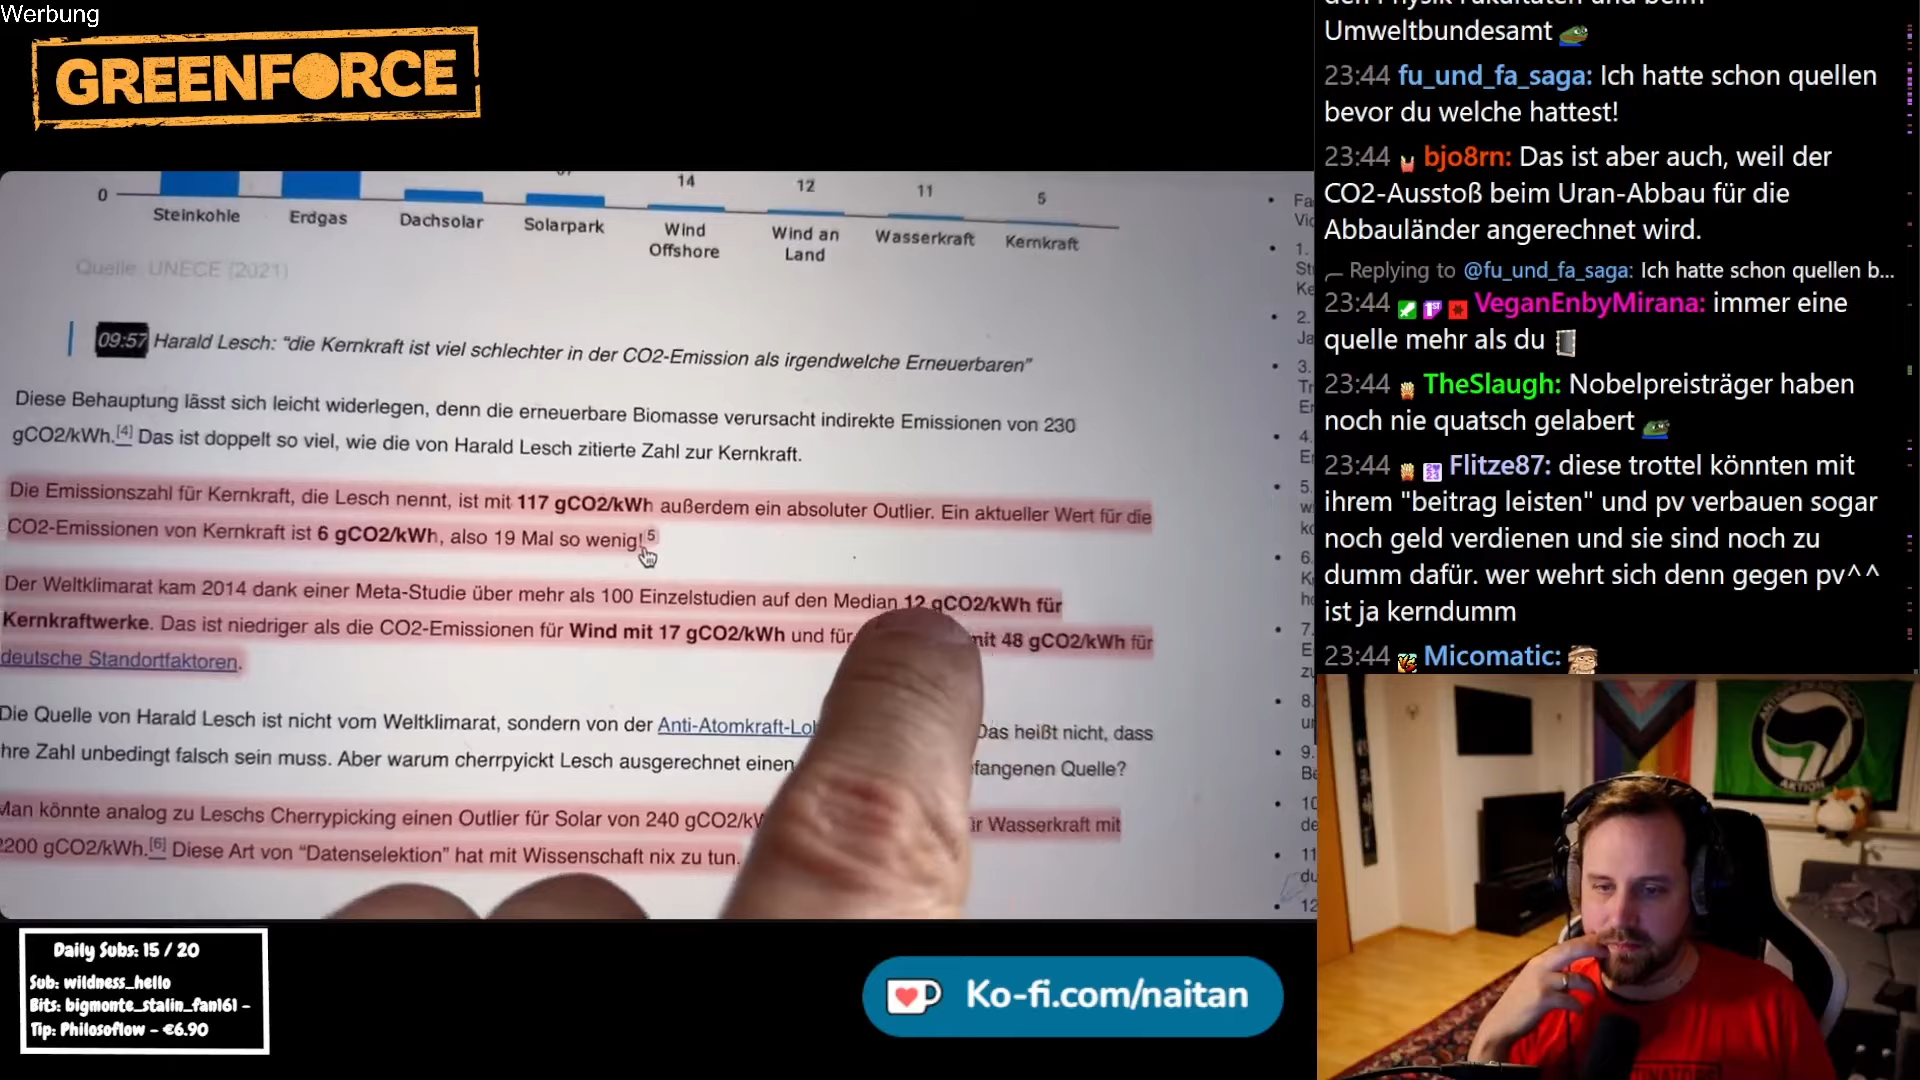 Werbung
GREENFORCE
0
14
12
11
5
Steinkohle
Erdgas
Dachsolar
Solarpark
Wind
Offshore
Wind an
Land
Wasserkraft
Kernkraft
Quelle: UNECE (2021)
09:57 Harald Lesch: “die Kernkraft ist viel schlechter in der CO2-Emission als irgendwelche Erneuerbaren”
Diese Behauptung lässt sich leicht widerlegen, denn die erneuerbare Biomasse verursacht indirekte Emissionen von 230
gCO2/kWh.[4] Das ist doppelt so viel, wie die von Harald Lesch zitierte Zahl zur Kernkraft.
Die Emissionszahl für Kernkraft, die Lesch nennt, ist mit 117 gCO2/kWh außerdem ein absoluter Outlier. Ein aktueller Wert für die
CO2-Emissionen von Kernkraft ist 6 gCO2/kWh, also 19 Mal so wenig! 5
Der Weltklimarat kam 2014 dank einer Meta-Studie über mehr als 100 Einzelstudien auf den Median 12 gCO2/kWh für
Kernkraftwerke. Das ist niedriger als die CO2-Emissionen für Wind mit 17 gCO2/kWh und für mit 48 gCO2/kWh für
deutsche Standortfaktoren.
Die Quelle von Harald Lesch ist nicht vom Weltklimarat, sondern von der Anti-Atomkraft- Das heißt nicht, dass
hre Zahl unbedingt falsch sein muss. Aber warum cherrpyickt Lesch ausgerechnet einen fangenen Quelle?
Man könnte analog zu Leschs Cherrypicking einen Outlier für Solar von 240 Wasserkraft mit
2200 gCO2/kWh.[6] Diese Art von “Datenselektion” hat mit Wissenschaft nix zu tun.
1.
2.
3.
4.
5.
6.
7.
8.
9.
10
11
12
Umweltbundesamt
23:44 fu_und_fa_saga: Ich hatte schon quellen
bevor du welche hattest!
23:44 bjo8rn: Das ist aber auch, weil der
CO2-Ausstoß beim Uran-Abbau für die
Abbauländer angerechnet wird.
Replying to @fu_und_fa_saga: Ich hatte schon quellen b...
23:44 VeganEnbyMirana: immer eine
quelle mehr als du
23:44 TheSlaugh: Nobelpreisträger haben
noch nie quatsch gelabert
23:44 Flitze87: diese trottel könnten mit
ihrem "beitrag leisten" und pv verbauen sogar
noch geld verdienen und sie sind noch zu
dumm dafür. wer wehrt sich denn gegen pv^^
ist ja kerndumm
23:44 Micomatic:
AKTION
Daily Subs: 15 / 20
Sub: wildness_hello
Bits: bigmonte_stalin_fan161 -
Tip: Philosoflow - €6.90
Ko-fi.com/naitan